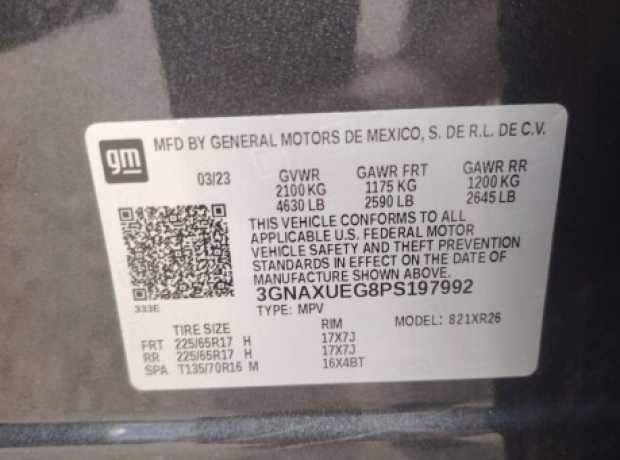 gm MFD BY GENERAL MOTORS DE MEXICO, S. DE R.L. DE C.V.
03/23 GVWR GAWR FRT GAWR RR
2100 KG 1175 KG 1200 KG
4630 LB 2590 LB 2645 LB
THIS VEHICLE CONFORMS TO ALL
APPLICABLE U.S. FEDERAL MOTOR
VEHICLE SAFETY AND THEFT PREVENTION
STANDARDS IN EFFECT ON THE DATE OF
MANUFACTURE SHOWN ABOVE.
333E 3GNAXUEG8PS197992
TYPE: MPV MODEL: 821XR26
TIRE SIZE RIM
FRT 225/65R17 H 17X7J
RR 225/65R17 H 17X7J
SPA T135/70R16 M 16X4BT